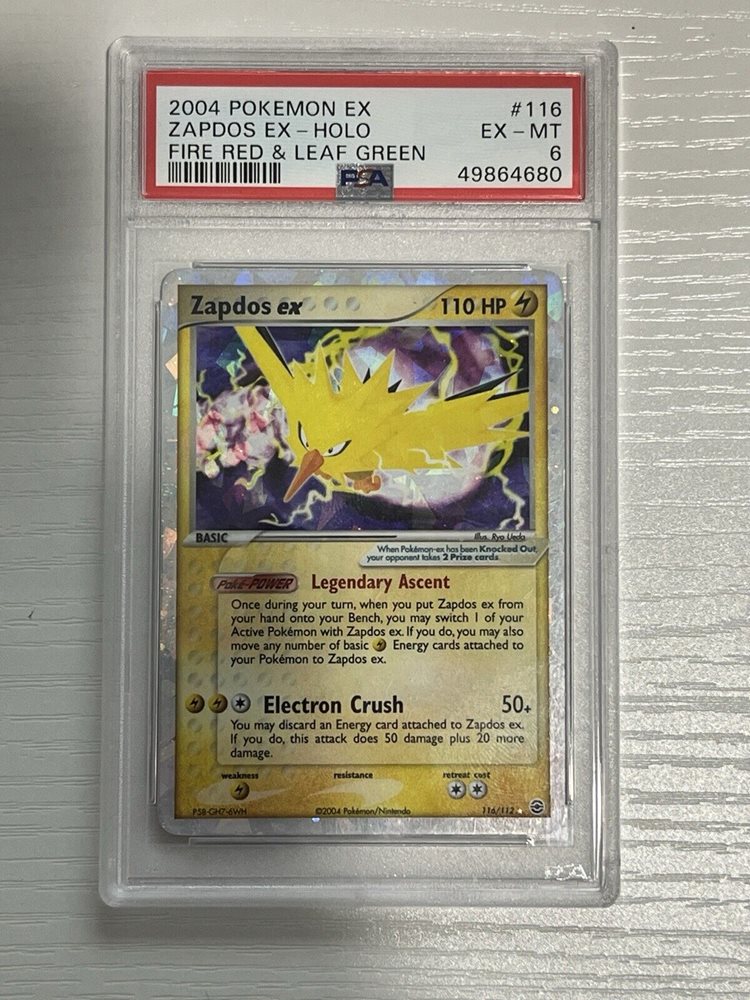 2004 POKEMON EX #116
ZAPDOS EX - HOLO EX - MT
FIRE RED & LEAF GREEN 6
PSA 49864680
Zapdos ex 110 HP
BASIC Illus. Ryo Ueda
When Pokémon-ex has been Knocked Out,
your opponent takes 2 Prize cards.
Poké-POWER Legendary Ascent
Once during your turn, when you put Zapdos ex from
your hand onto your Bench, you may switch 1 of your
Active Pokémon with Zapdos ex. If you do, you may also
move any number of basic Energy cards attached to
your Pokémon to Zapdos ex.
Electron Crush 50+
You may discard an Energy card attached to Zapdos ex.
If you do, this attack does 50 damage plus 20 more
damage.
weakness resistance retreat cost
P5B-GH7-6WH ©2004 Pokémon/Nintendo 116/112